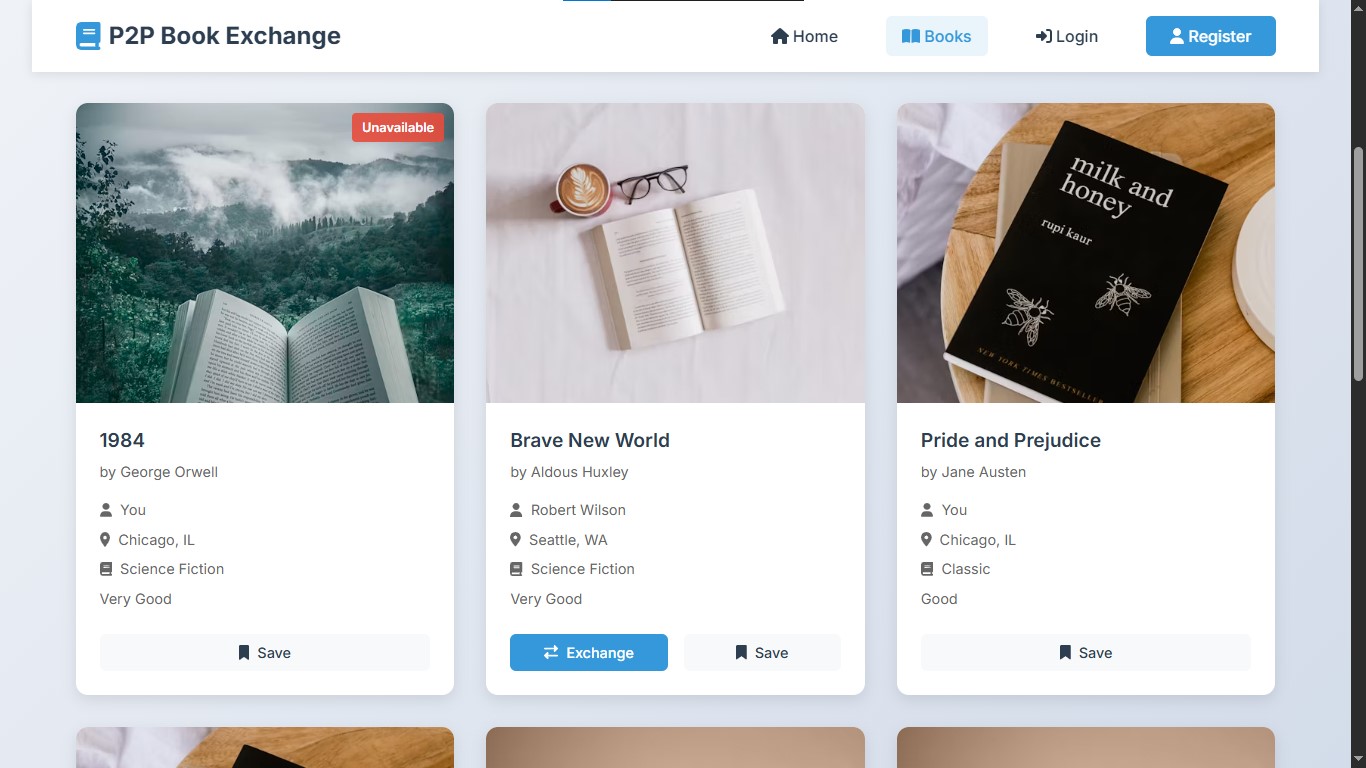 P2P Book Exchange
Home
Books
Login
Register
Unavailable
milk and
honey
rupi kaur
NEW YORK TIMES BESTSELLER
1984
by George Orwell
You
Chicago, IL
Science Fiction
Very Good
Save
Brave New World
by Aldous Huxley
Robert Wilson
Seattle, WA
Science Fiction
Very Good
Exchange
Save
Pride and Prejudice
by Jane Austen
You
Chicago, IL
Classic
Good
Save